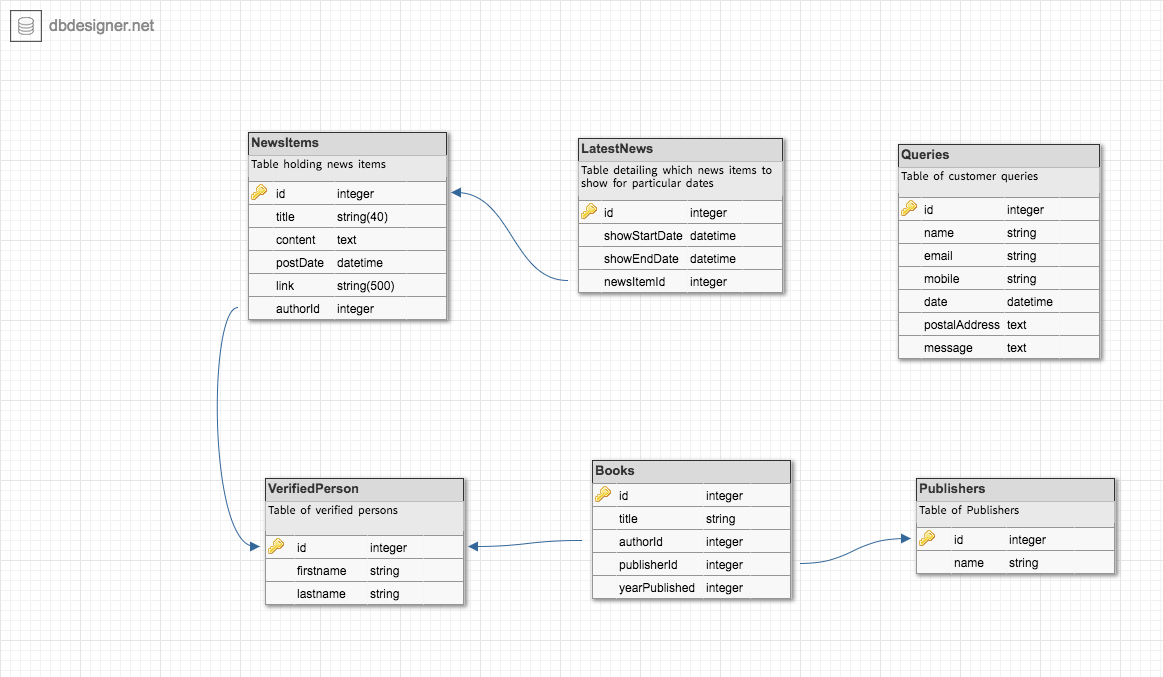 dbdesigner.net
NewsItems
Table holding news items
id integer
title string(40)
content text
postDate datetime
link string(500)
authorId integer
LatestNews
Table detailing which news items to
show for particular dates
id integer
showStartDate datetime
showEndDate datetime
newsItemId integer
Queries
Table of customer queries
id integer
name string
email string
mobile string
date datetime
postalAddress text
message text
VerifiedPerson
Table of verified persons
id integer
firstname string
lastname string
Books
id integer
title string
authorId integer
publisherId integer
yearPublished integer
Publishers
Table of Publishers
id integer
name string